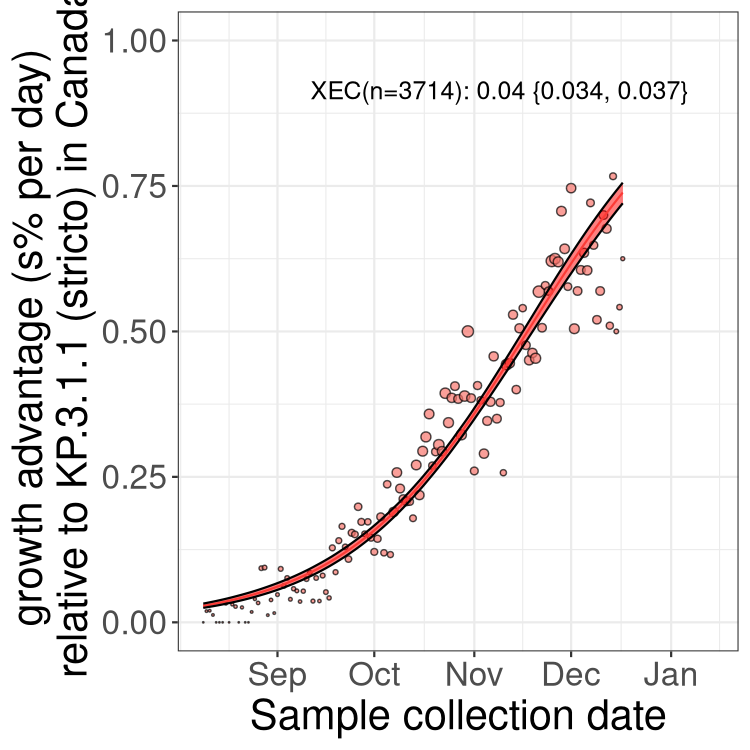 growth advantage (s% per day)
relative to KP.3.1.1 (stricto) in Canada
1.00
0.75
0.50
0.25
0.00
XEC(n=3714): 0.04 {0.034, 0.037}
Sep Oct Nov Dec Jan
Sample collection date